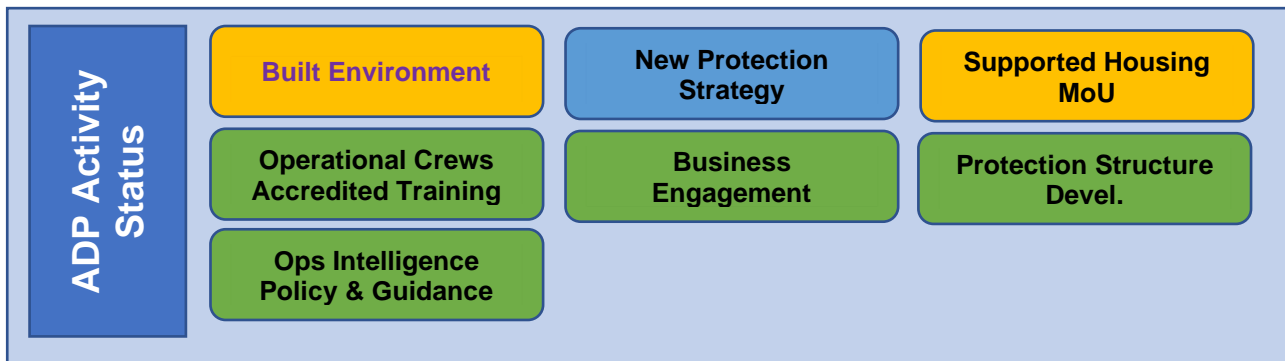 ADP Activity
Status
Built Environment
New Protection
Strategy
Supported Housing
MoU
Operational Crews
Accredited Training
Business
Engagement
Protection Structure
Devel.
Ops Intelligence
Policy & Guidance